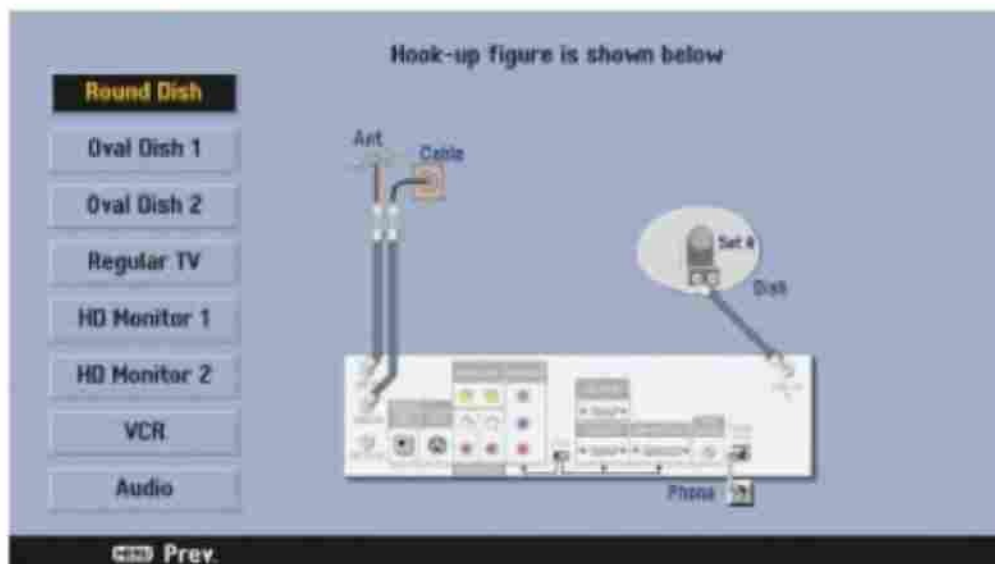 Hook-up figure is shown below
Round Dish
Oval Dish 1
Oval Dish 2
Regular TV
HD Monitor 1
HD Monitor 2
VCR
Audio
Ant
Cable
Sat A
Dish
Phone
MENU Prev.